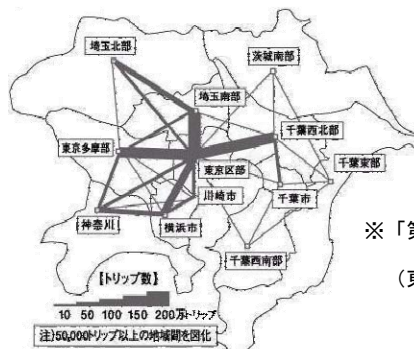 埼玉北部
茨城南部
埼玉南部
千葉西北部
東京多摩部
千葉東部
東京区部
川崎市
千葉市
神奈川
横浜市
千葉西南部
※「第
(東
【トリップ数】
10 50 100 150 200万トリップ
注)50,000トリップ以上の地域間を図化